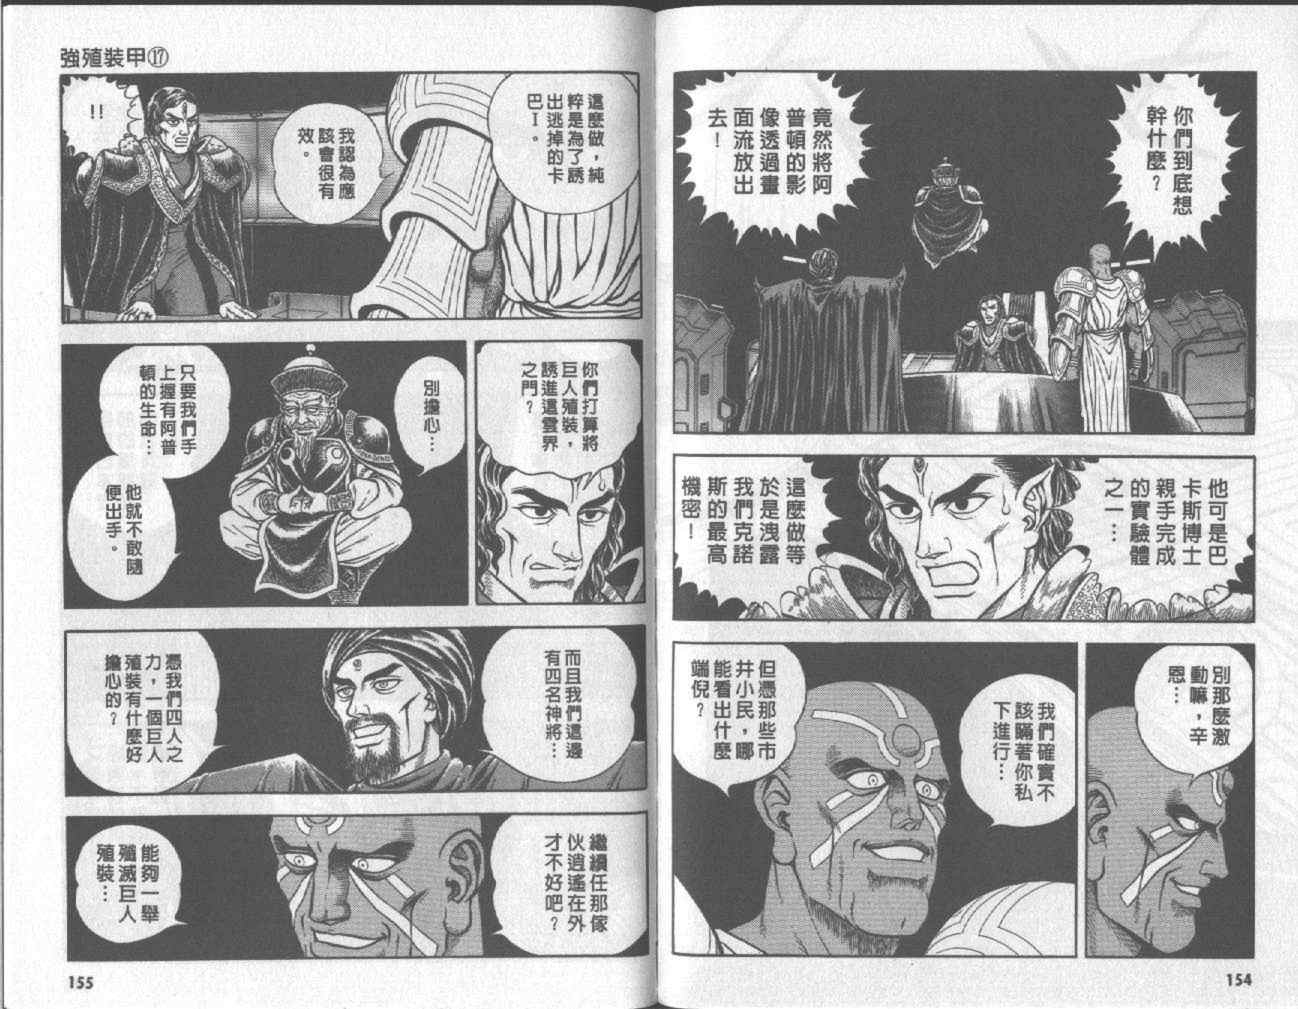 你們到底想
幹什麼？
竟然將阿
普頓的影
像透過畫
面流放出
去！
他可是巴
卡斯博士
親手完成
的實驗體
之一…
這麼做等
於是洩露
我們克諾
斯的最高
機密！
別那麼激
動嘛，辛
恩…
我們確實不
該瞞著你私
下進行…
但憑那些市
井小民，哪
能看出什麼
端倪？
154
強殖裝甲⑰
這麼做，純
粹是為了誘
出逃掉的卡
巴I。
我認為應
該會很有
效。
!!
你們打算將
巨人殖裝，
誘進這雲界
之門？
別擔心…
只要我們手
上握有阿普
頓的生命…
他就不敢隨
便出手。
而且我們這邊
有四名神將…
憑我們四人之
力，一個巨人
殖裝有什麼好
擔心的？
繼續任那傢
伙逍遙在外
才不好吧？
能夠一舉
殲滅巨人
殖裝…
155